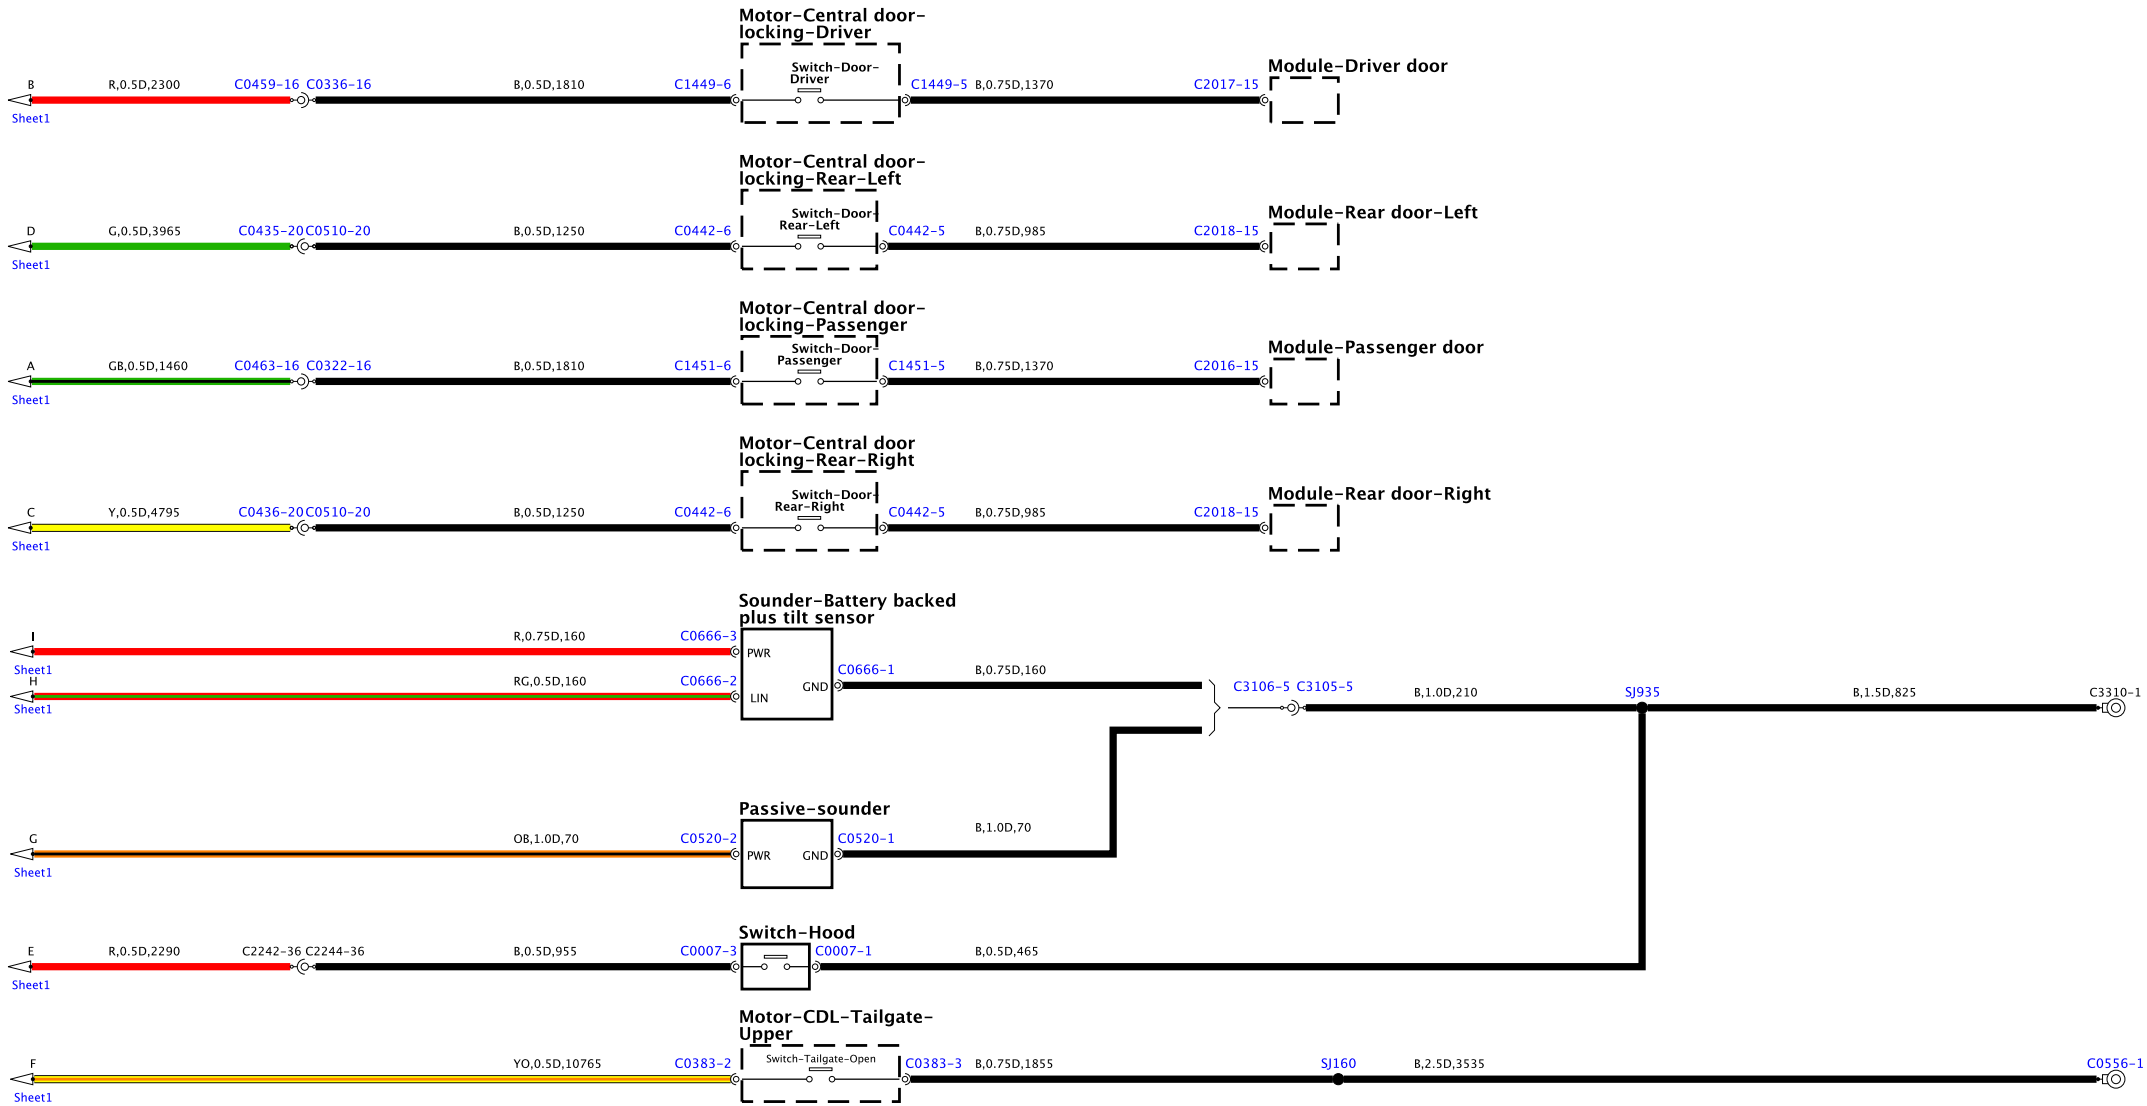 Motor-Central door-
locking-Driver
Switch-Door-
Driver
Module-Driver door
B
R,0.5D,2300
C0459-16 C0336-16
B,0.5D,1810
C1449-6
C1449-5
B,0.75D,1370
C2017-15
Sheet1
Motor-Central door-
locking-Rear-Left
Switch-Door-
Rear-Left
Module-Rear door-Left
D
G,0.5D,3965
C0435-20 C0510-20
B,0.5D,1250
C0442-6
C0442-5
B,0.75D,985
C2018-15
Sheet1
Motor-Central door-
locking-Passenger
Switch-Door-
Passenger
Module-Passenger door
A
GB,0.5D,1460
C0463-16 C0322-16
B,0.5D,1810
C1451-6
C1451-5
B,0.75D,1370
C2016-15
Sheet1
Motor-Central door
locking-Rear-Right
Switch-Door-
Rear-Right
Module-Rear door-Right
C
Y,0.5D,4795
C0436-20 C0510-20
B,0.5D,1250
C0442-6
C0442-5
B,0.75D,985
C2018-15
Sheet1
Sounder-Battery backed
plus tilt sensor
I
R,0.75D,160
C0666-3
PWR
Sheet1
H
RG,0.5D,160
C0666-2
LIN
GND
C0666-1
B,0.75D,160
Sheet1
C3106-5 C3105-5
B,1.0D,210
SJ935
B,1.5D,825
C3310-1
Passive-sounder
G
OB,1.0D,70
C0520-2
PWR
GND
C0520-1
B,1.0D,70
Sheet1
Switch-Hood
E
R,0.5D,2290
C2242-36 C2244-36
B,0.5D,955
C0007-3
C0007-1
B,0.5D,465
Sheet1
Motor-CDL-Tailgate-
Upper
Switch-Tailgate-Open
F
YO,0.5D,10765
C0383-2
C0383-3
B,0.75D,1855
SJ160
B,2.5D,3535
C0556-1
Sheet1